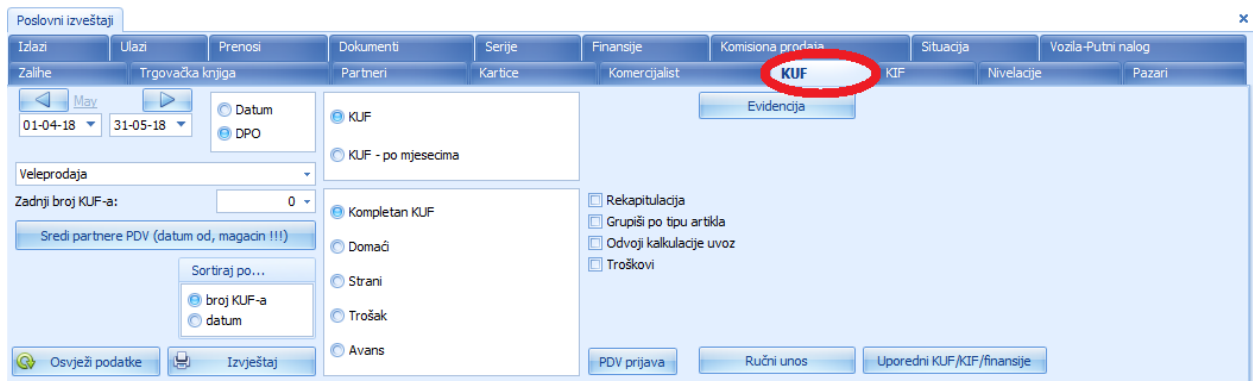 Poslovni izveštaji
Izlazi Ulazi Prenosi Dokumenti Serije Finansije Komisiona prodaja Situacija Vozila-Putni nalog
Zalihe Trgovačka knjiga Partneri Kartice Komercijalist KUF KIF Nivelacije Pazari
May
01-04-18 31-05-18
Datum
DPO
KUF
KUF - po mjesecima
Evidencija
Veleprodaja
Zadnji broj KUF-a: 0
Sredi partnere PDV (datum od, magacin !!!)
Sortiraj po...
broj KUF-a
datum
Kompletan KUF
Domaći
Strani
Trošak
Avans
Rekapitulacija
Grupiši po tipu artikla
Odvoji kalkulacije uvoz
Troškovi
Osvježi podatke Izvještaj PDV prijava Ručni unos Uporedni KUF/KIF/finansije